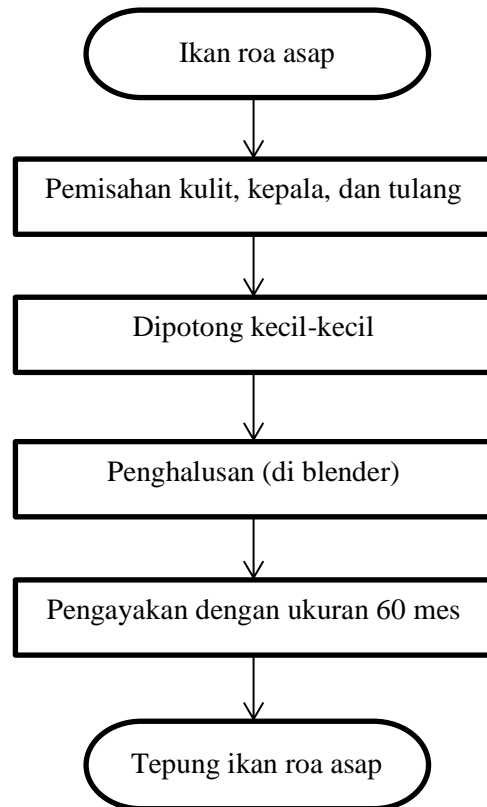 Ikan roa asap
Pemisahan kulit, kepala, dan tulang
Dipotong kecil-kecil
Penghalusan (di blender)
Pengayakan dengan ukuran 60 mes
Tepung ikan roa asap